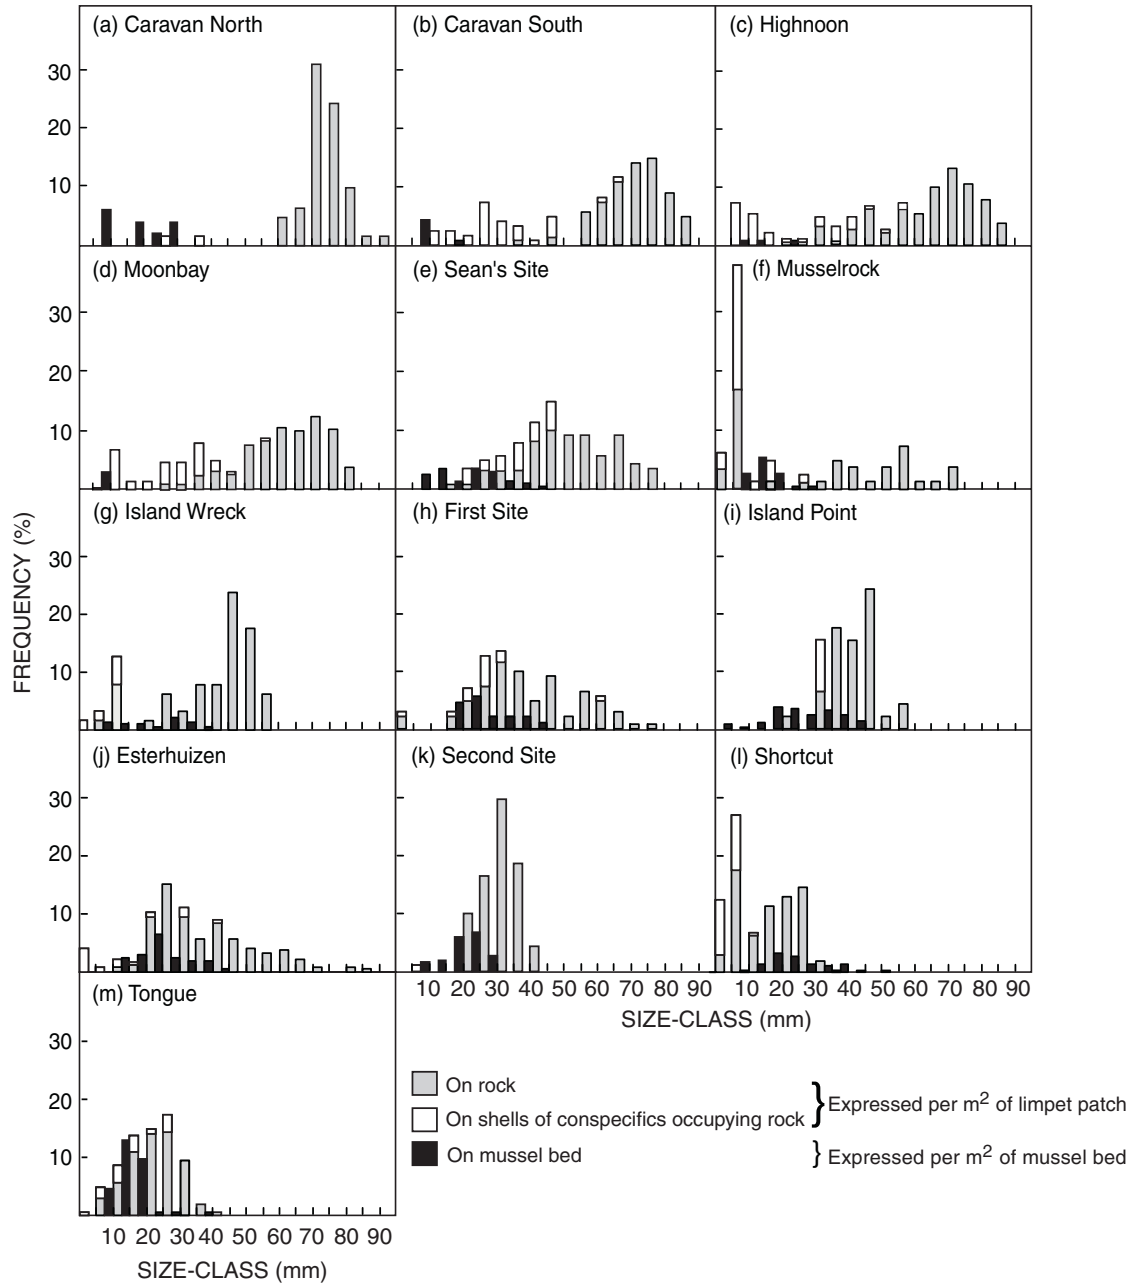 (a) Caravan North
(b) Caravan South
(c) Highnoon
30
20
10
(d) Moonbay
(e) Sean's Site
(f) Musselrock
30
20
10
(g) Island Wreck
(h) First Site
(i) Island Point
30
20
10
FREQUENCY (%)
(j) Esterhuizen
(k) Second Site
(l) Shortcut
30
20
10
10 20 30 40 50 60 70 80 90
10 20 30 40 50 60 70 80 90
SIZE-CLASS (mm)
(m) Tongue
30
20
10
10 20 30 40 50 60 70 80 90
SIZE-CLASS (mm)
On rock
On shells of conspecifics occupying rock
} Expressed per m² of limpet patch
On mussel bed
} Expressed per m² of mussel bed